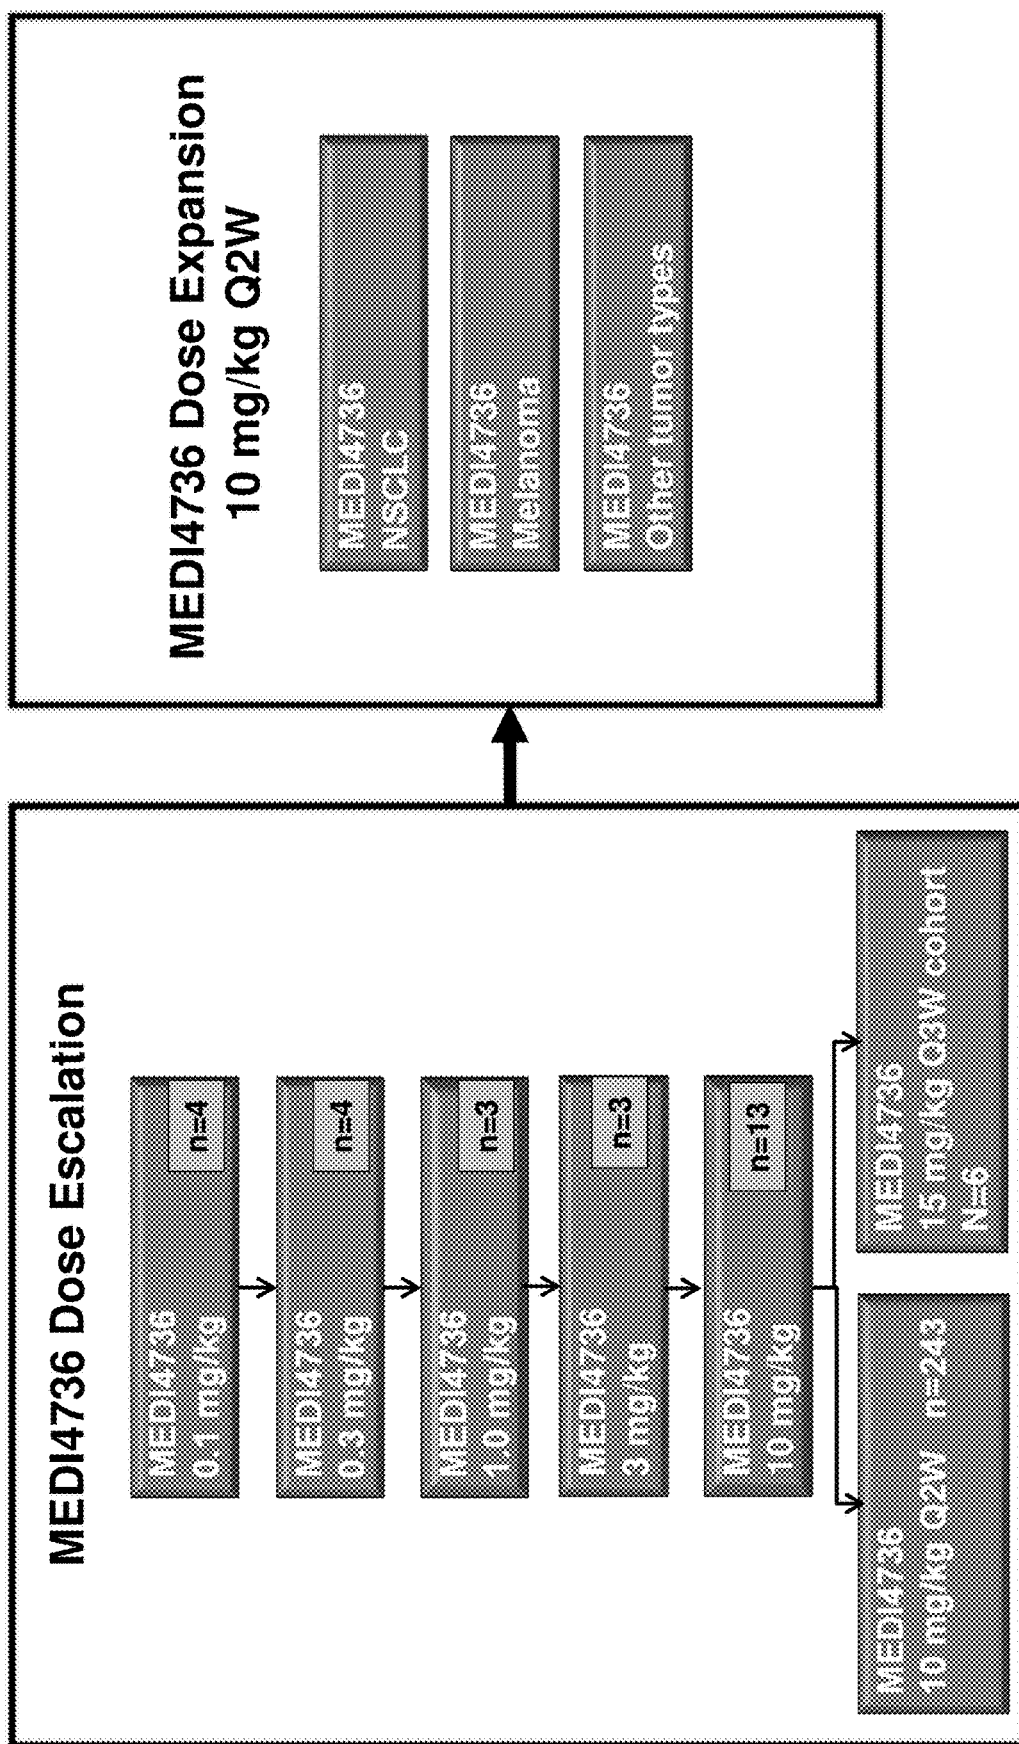 MEDI4736 Dose Escalation
MEDI4736
0.1 mg/kg
n=4
MEDI4736
0.3 mg/kg
n=4
MEDI4736
1.0 mg/kg
n=3
MEDI4736
3 mg/kg
n=3
MEDI4736
10 mg/kg
n=13
MEDI4736
10 mg/kg Q2W n=243
MEDI4736
15 mg/kg Q3W cohort
N=6
MEDI4736 Dose Expansion
10 mg/kg Q2W
MEDI4736
NSCLC
MEDI4736
Melanoma
MEDI4736
Other tumor types